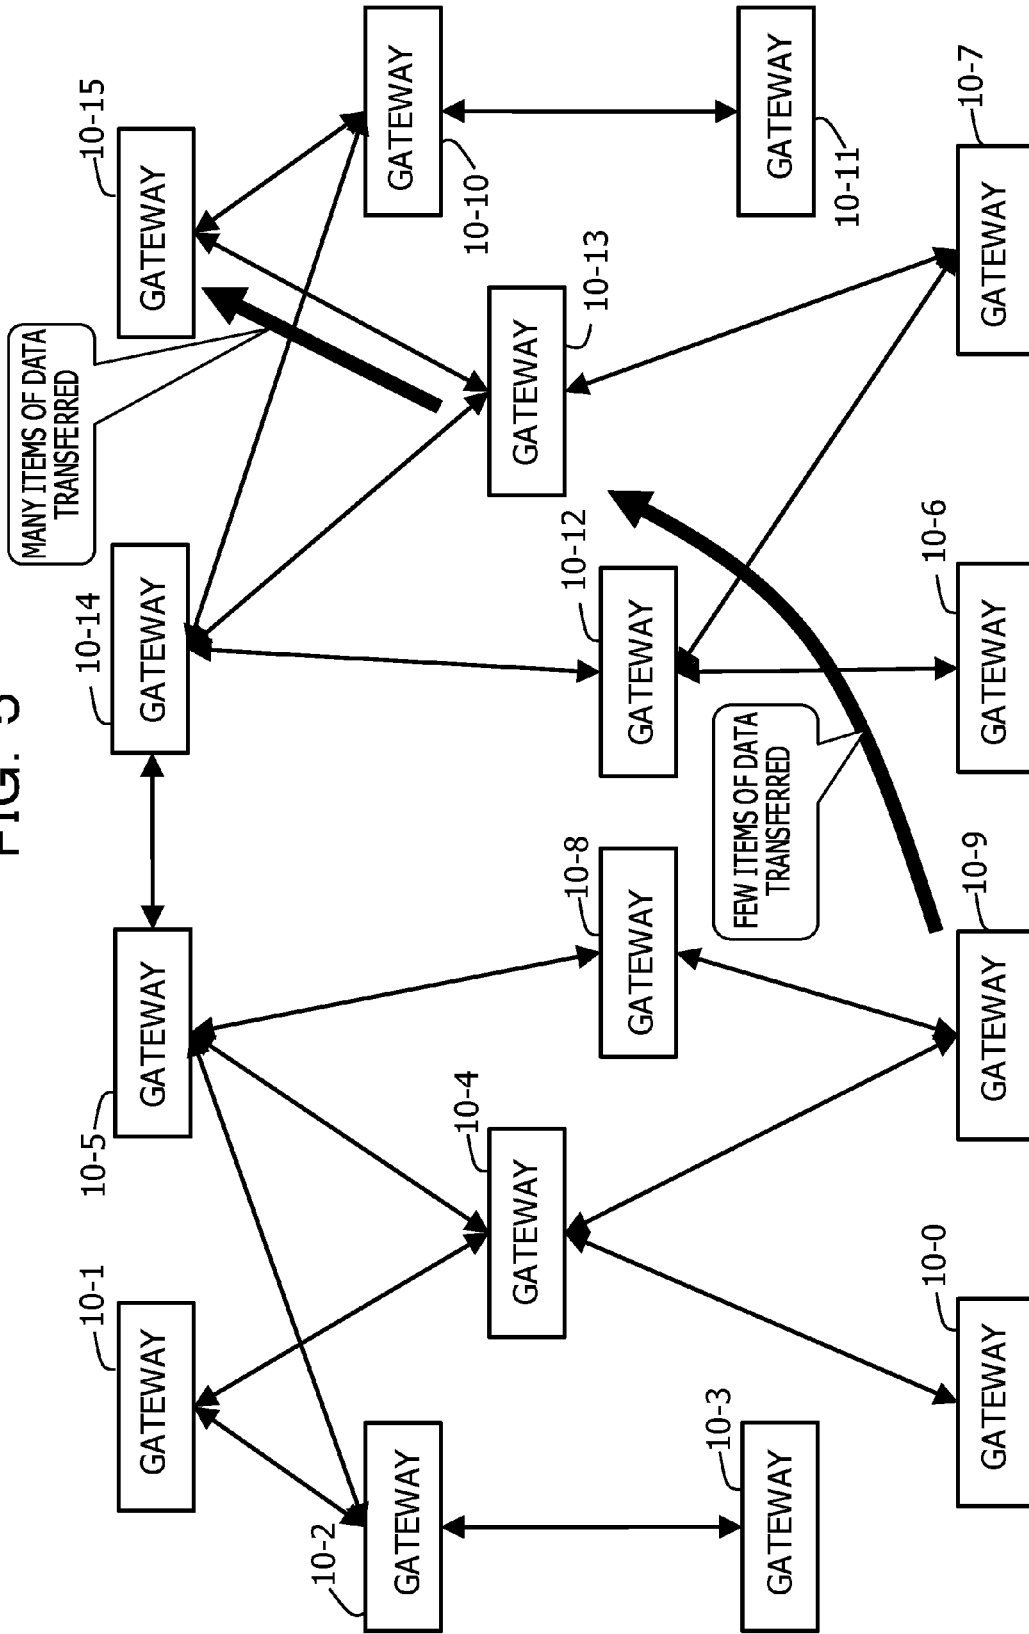 FIG.
MANY ITEMS OF DATA
TRANSFERRED
10-1
GATEWAY
10-5
GATEWAY
10-14
GATEWAY
10-15
GATEWAY
10-2
GATEWAY
GATEWAY
10-10
10-4
GATEWAY
GATEWAY
10-13
10-8
GATEWAY
10-12
GATEWAY
10-3
GATEWAY
FEW ITEMS OF DATA
TRANSFERRED
GATEWAY
10-11
10-0
GATEWAY
10-9
GATEWAY
10-6
GATEWAY
10-7
GATEWAY